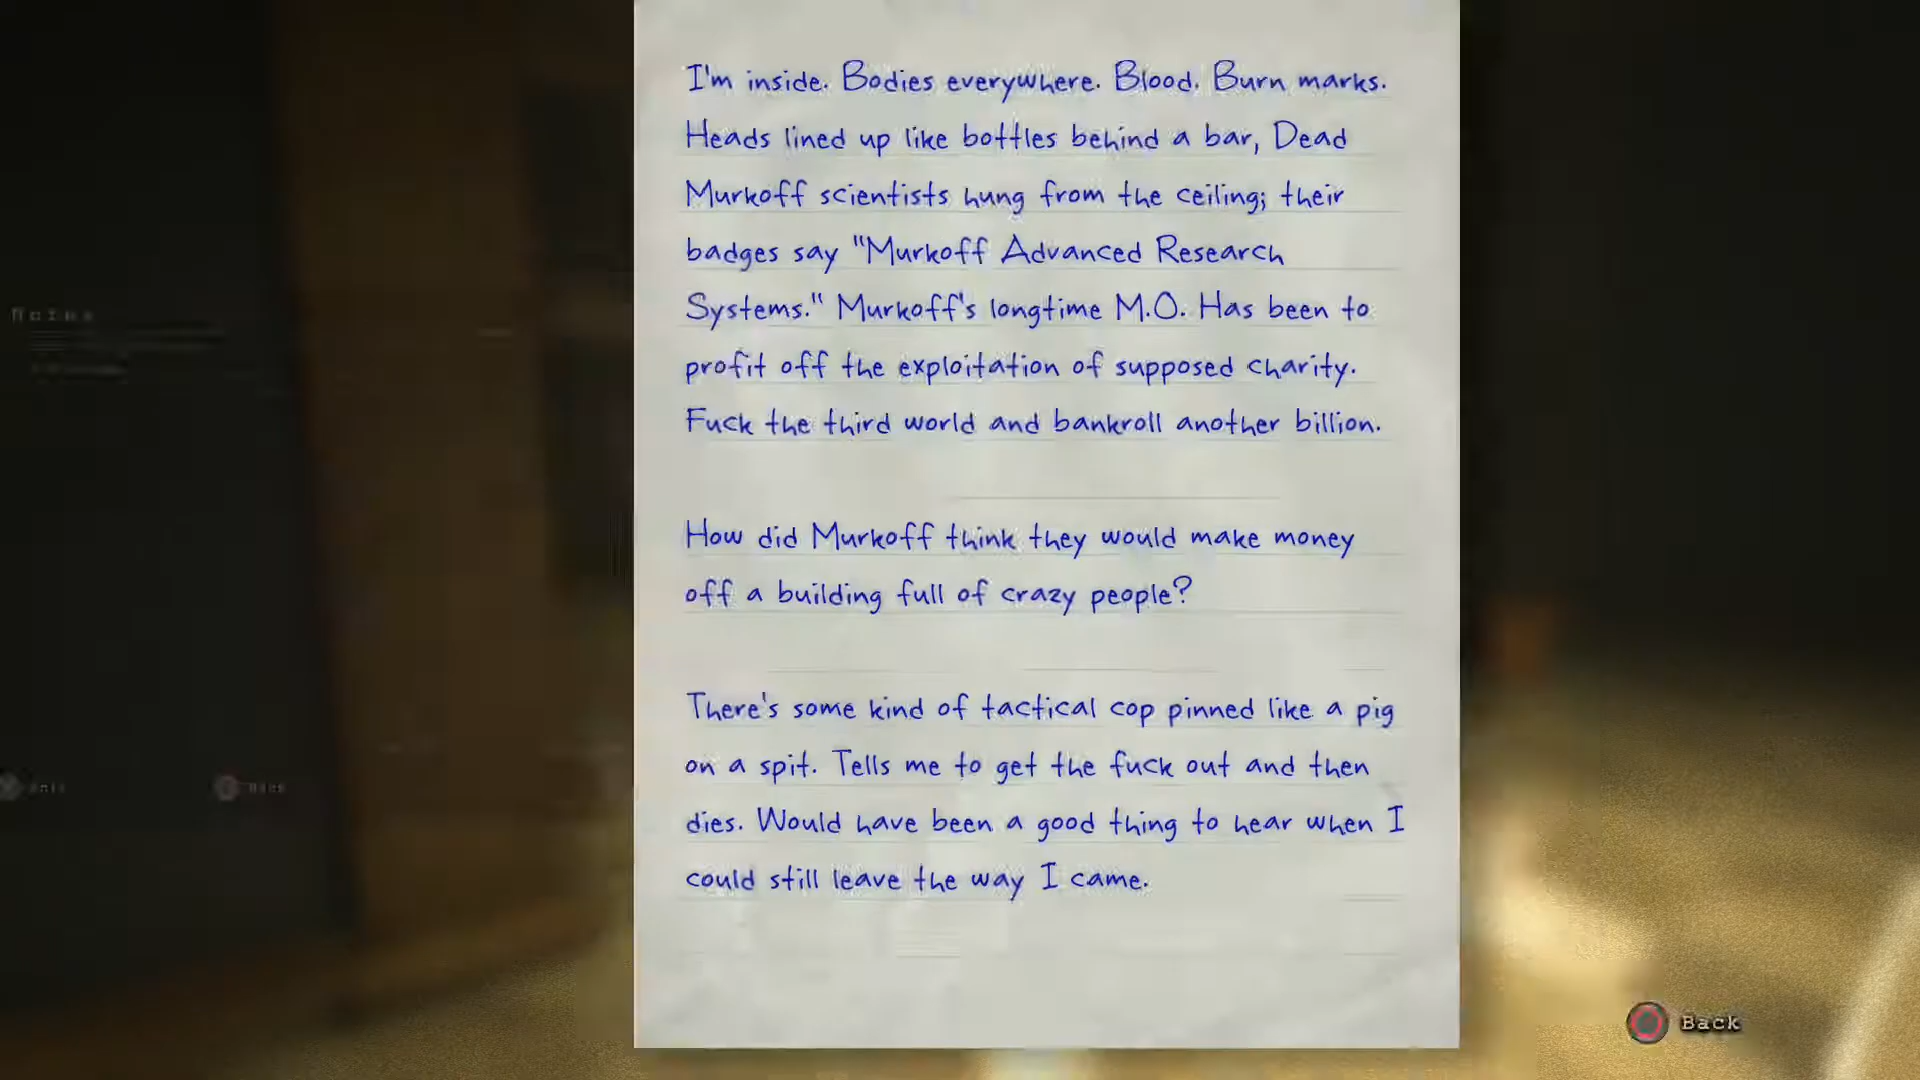 I'm inside. Bodies everywhere. Blood. Burn marks.
Heads lined up like bottles behind a bar, Dead
Murkoff scientists hung from the ceiling; their
badges say "Murkoff Advanced Research
Systems." Murkoff's longtime M.O. Has been to
profit off the exploitation of supposed charity.
Fuck the third world and bankroll another billion.
How did Murkoff think they would make money
off a building full of crazy people?
There's some kind of tactical cop pinned like a pig
on a spit. Tells me to get the fuck out and then
dies. Would have been a good thing to hear when I
could still leave the way I came.
Notes
Back
Back